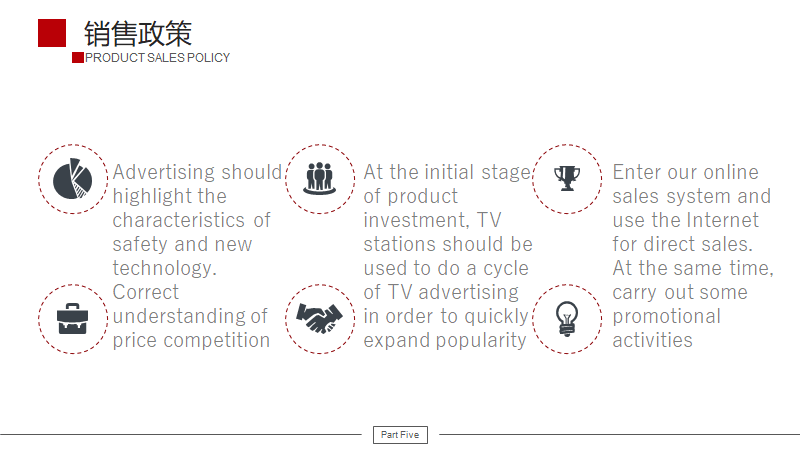 销售政策
PRODUCT SALES POLICY
Advertising should
highlight the
characteristics of
safety and new
technology.
Correct
understanding of
price competition
At the initial stage
of product
investment, TV
stations should be
used to do a cycle
of TV advertising
in order to quickly
expand popularity
Enter our online
sales system and
use the Internet
for direct sales.
At the same time,
carry out some
promotional
activities
Part Five